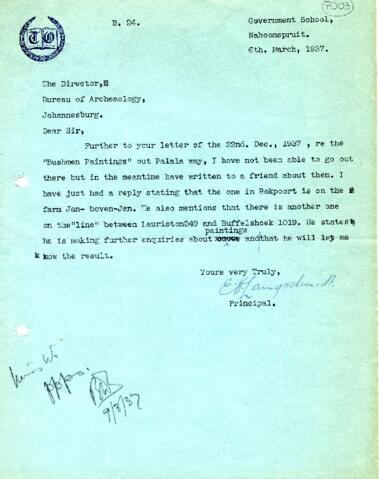 P003
TO
B. 24.
Government School,
Naboomspruit.
6th. March, 1937.
The Director,E
Bureau of Archeaology,
Johannesburg.
Dear Sir,
Further to your letter of the 22nd. Dec., 1937 , re the
"Bushmen Paintings" out Palala way, I have not been able to go out
there but in the meantime have written to a friend about them. I
have just had a reply stating that the one in Rokpoort is on the
farm Jan- boven-Jan. He also mentions that there is another one
on the"line" between Lauriston249 and Buffelshoek 1019. He states
paintings
he is making further enquiries about andthat he will let me
know the result.
Yours very Truly,
Principal.
9/3/37